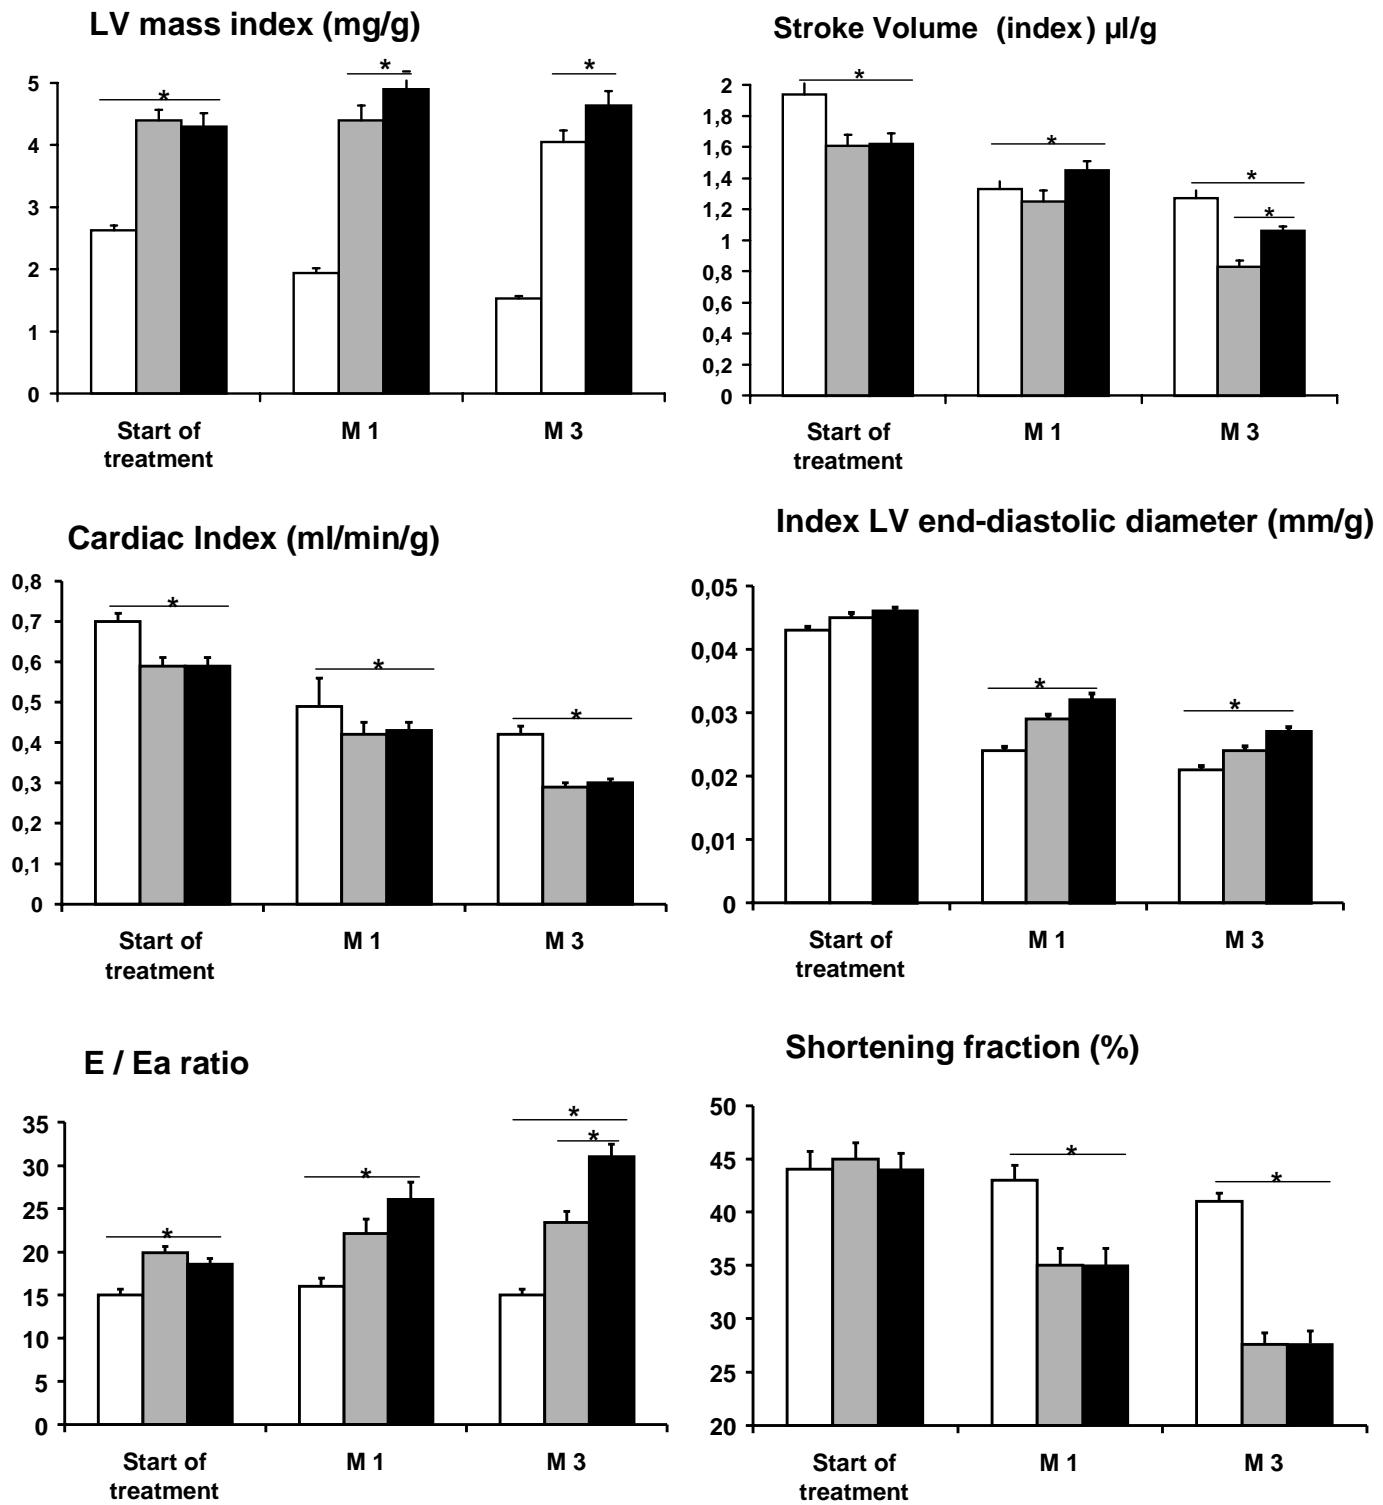 LV mass index (mg/g)
5
4
3
2
1
0
*
*
*
Start of
treatment
M 1
M 3
Stroke Volume (index) µl/g
2
1,8
1,6
1,4
1,2
1
0,8
0,6
0,4
0,2
0
*
*
*
*
Start of
treatment
M 1
M 3
Cardiac Index (ml/min/g)
0,8
0,7
0,6
0,5
0,4
0,3
0,2
0,1
0
*
*
*
Start of
treatment
M 1
M 3
Index LV end-diastolic diameter (mm/g)
0,05
0,04
0,03
0,02
0,01
0
*
*
Start of
treatment
M 1
M 3
E / Ea ratio
35
30
25
20
15
10
5
0
*
*
*
*
Start of
treatment
M 1
M 3
Shortening fraction (%)
50
45
40
35
30
25
20
*
*
Start of
treatment
M 1
M 3